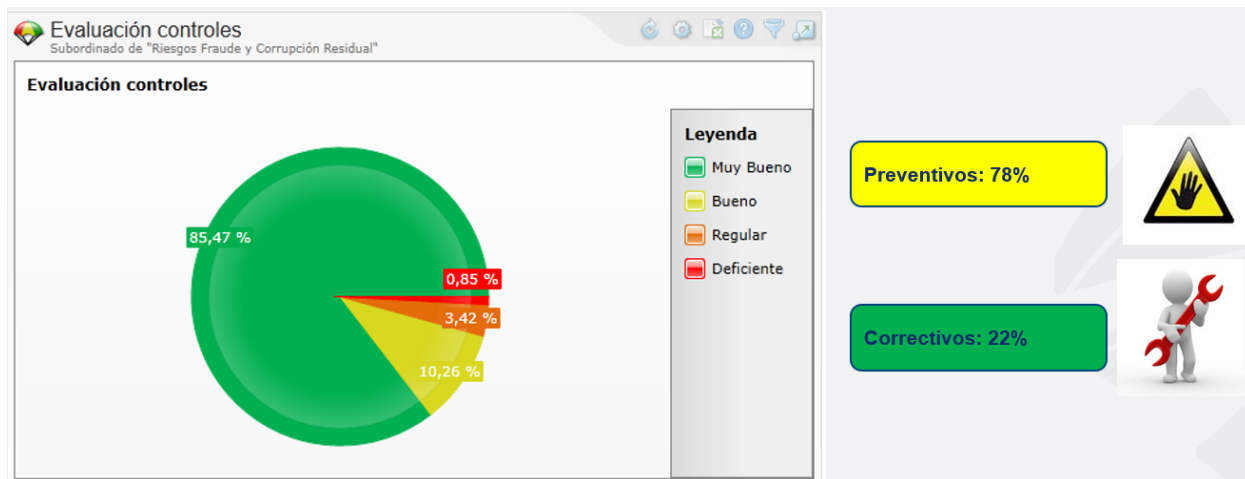 Evaluación controles
Subordinado de "Riesgos Fraude y Corrupción Residual"
Evaluación controles
85,47 %
0,85 %
3,42 %
10,26 %
Leyenda
Muy Bueno
Bueno
Regular
Deficiente
Preventivos: 78%
Correctivos: 22%